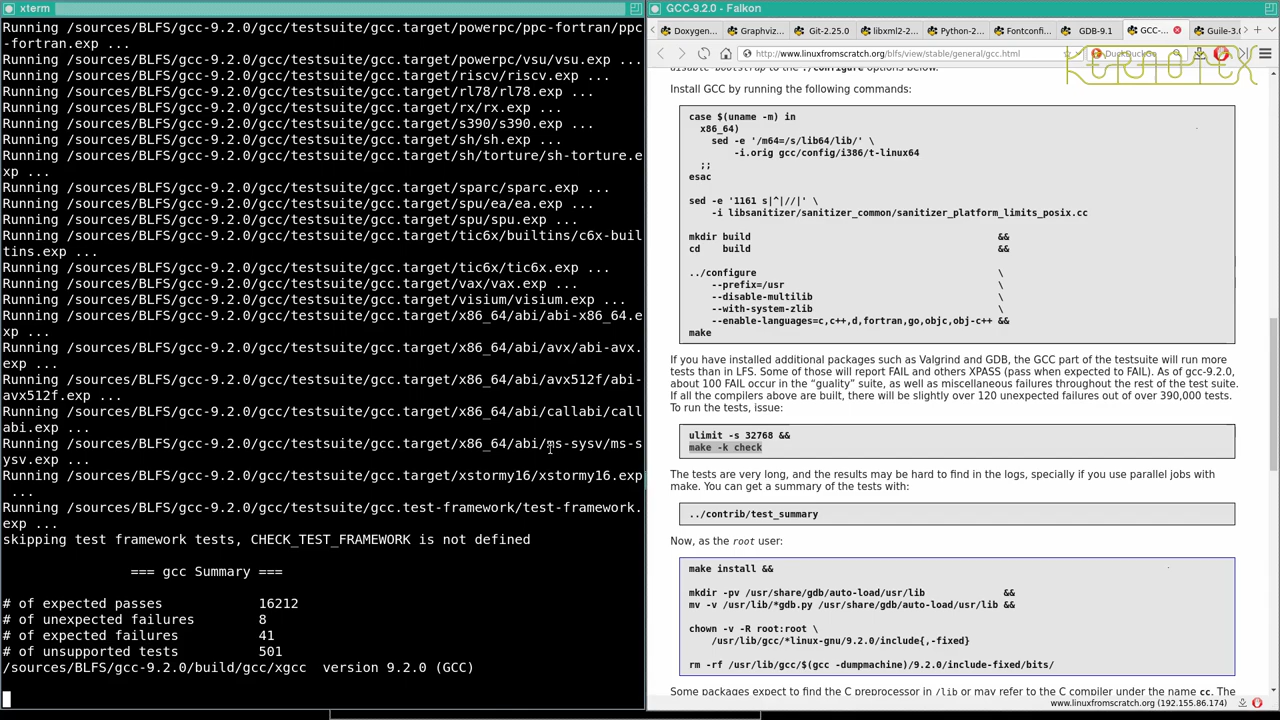 xterm
Running /sources/BLFS/gcc-9.2.0/gcc/testsuite/gcc.target/powerpc/ppc-fortran/ppc
-fortran.exp ...
Running /sources/BLFS/gcc-9.2.0/gcc/testsuite/gcc.target/powerpc/vsu/vsu.exp ...
Running /sources/BLFS/gcc-9.2.0/gcc/testsuite/gcc.target/riscv/riscv.exp ...
Running /sources/BLFS/gcc-9.2.0/gcc/testsuite/gcc.target/rl78/rl78.exp ...
Running /sources/BLFS/gcc-9.2.0/gcc/testsuite/gcc.target/rx/rx.exp ...
Running /sources/BLFS/gcc-9.2.0/gcc/testsuite/gcc.target/s390/s390.exp ...
Running /sources/BLFS/gcc-9.2.0/gcc/testsuite/gcc.target/sh/sh.exp ...
Running /sources/BLFS/gcc-9.2.0/gcc/testsuite/gcc.target/sh/torture/sh-torture.e
xp ...
Running /sources/BLFS/gcc-9.2.0/gcc/testsuite/gcc.target/sparc/sparc.exp ...
Running /sources/BLFS/gcc-9.2.0/gcc/testsuite/gcc.target/spu/ea/ea.exp ...
Running /sources/BLFS/gcc-9.2.0/gcc/testsuite/gcc.target/spu/spu.exp ...
Running /sources/BLFS/gcc-9.2.0/gcc/testsuite/gcc.target/tic6x/builtins/c6x-buil
tins.exp ...
Running /sources/BLFS/gcc-9.2.0/gcc/testsuite/gcc.target/tic6x/tic6x.exp ...
Running /sources/BLFS/gcc-9.2.0/gcc/testsuite/gcc.target/vax/vax.exp ...
Running /sources/BLFS/gcc-9.2.0/gcc/testsuite/gcc.target/visium/visium.exp ...
Running /sources/BLFS/gcc-9.2.0/gcc/testsuite/gcc.target/x86_64/abi/abi-x86_64.e
xp ...
Running /sources/BLFS/gcc-9.2.0/gcc/testsuite/gcc.target/x86_64/abi/avx/abi-avx.
exp ...
Running /sources/BLFS/gcc-9.2.0/gcc/testsuite/gcc.target/x86_64/abi/avx512f/abi-
avx512f.exp ...
Running /sources/BLFS/gcc-9.2.0/gcc/testsuite/gcc.target/x86_64/abi/callabi/call
abi.exp ...
Running /sources/BLFS/gcc-9.2.0/gcc/testsuite/gcc.target/x86_64/abi/ms-sysv/ms-s
ysv.exp ...
Running /sources/BLFS/gcc-9.2.0/gcc/testsuite/gcc.target/xstormy16/xstormy16.exp
...
Running /sources/BLFS/gcc-9.2.0/gcc/testsuite/gcc.test-framework/test-framework.
exp ...
skipping test framework tests, CHECK_TEST_FRAMEWORK is not defined
=== gcc Summary ===
# of expected passes 16212
# of unexpected failures 8
# of expected failures 41
# of unsupported tests 501
/sources/BLFS/gcc-9.2.0/build/gcc/xgcc version 9.2.0 (GCC)
GCC-9.2.0 - Falkon
Doxygen... Graphviz... Git-2.25.0 libxml2-2... Python-2... Fontconfi... GDB-9.1 GCC-... Guile-3.0
http://www.linuxfromscratch.org/blfs/view/stable/general/gcc.html DuckDuckGo
disable-bootstrap to the ./configure options below.
Install GCC by running the following commands:
case $(uname -m) in
x86_64)
sed -e '/m64=/s/lib64/lib/' \
-i.orig gcc/config/i386/t-linux64
;;
esac
sed -e '1161 s|^|//|' \
-i libsanitizer/sanitizer_common/sanitizer_platform_limits_posix.cc
mkdir build &&
cd build &&
../configure \
--prefix=/usr \
--disable-multilib \
--with-system-zlib \
--enable-languages=c,c++,d,fortran,go,objc,obj-c++ &&
make
If you have installed additional packages such as Valgrind and GDB, the GCC part of the testsuite will run more
tests than in LFS. Some of those will report FAIL and others XPASS (pass when expected to FAIL). As of gcc-9.2.0,
about 100 FAIL occur in the “guality” suite, as well as miscellaneous failures throughout the rest of the test suite.
If all the compilers above are built, there will be slightly over 120 unexpected failures out of over 390,000 tests.
To run the tests, issue:
ulimit -s 32768 &&
make -k check
The tests are very long, and the results may be hard to find in the logs, specially if you use parallel jobs with
make. You can get a summary of the tests with:
../contrib/test_summary
Now, as the root user:
make install &&
mkdir -pv /usr/share/gdb/auto-load/usr/lib &&
mv -v /usr/lib/*gdb.py /usr/share/gdb/auto-load/usr/lib &&
chown -v -R root:root \
/usr/lib/gcc/*linux-gnu/9.2.0/include{,-fixed}
rm -rf /usr/lib/gcc/$(gcc -dumpmachine)/9.2.0/include-fixed/bits/
Some packages expect to find the C preprocessor in /lib or may refer to the C compiler under the name cc. The
www.linuxfromscratch.org (192.155.86.174)